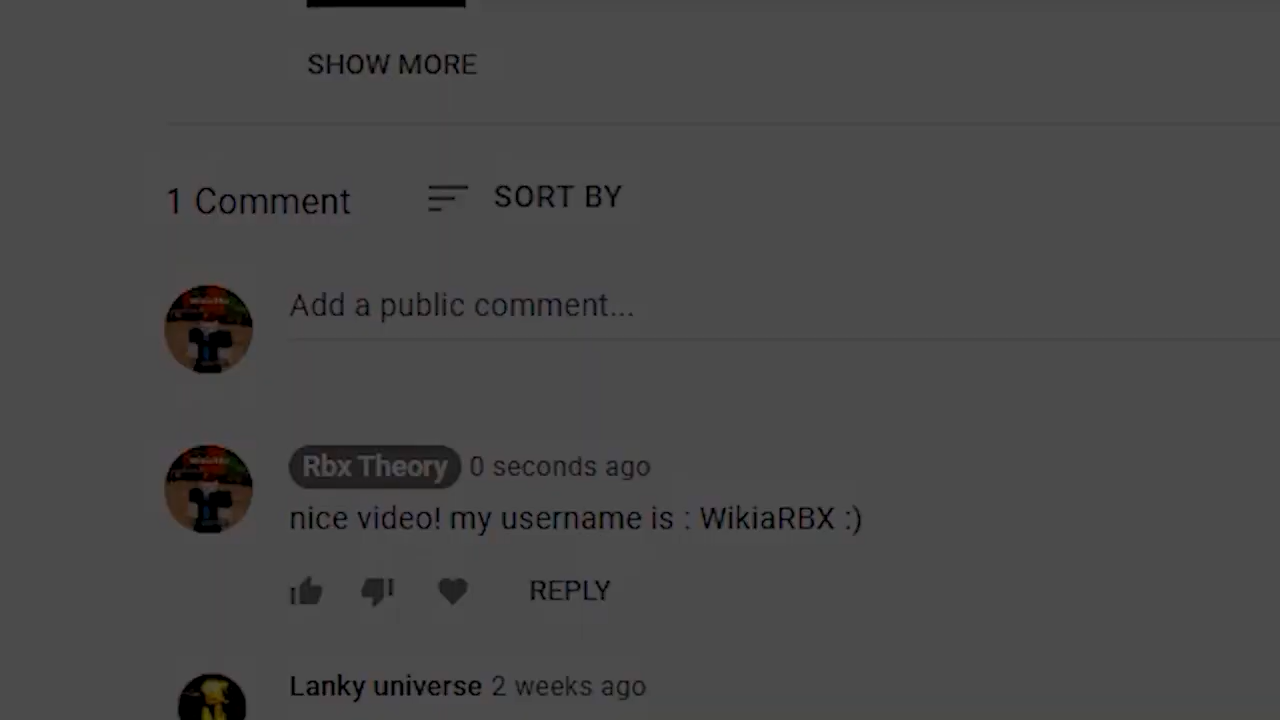 SHOW MORE
1 Comment
SORT BY
Add a public comment...
Rbx Theory 0 seconds ago
nice video! my username is : WikiaRBX :)
REPLY
Lanky universe 2 weeks ago